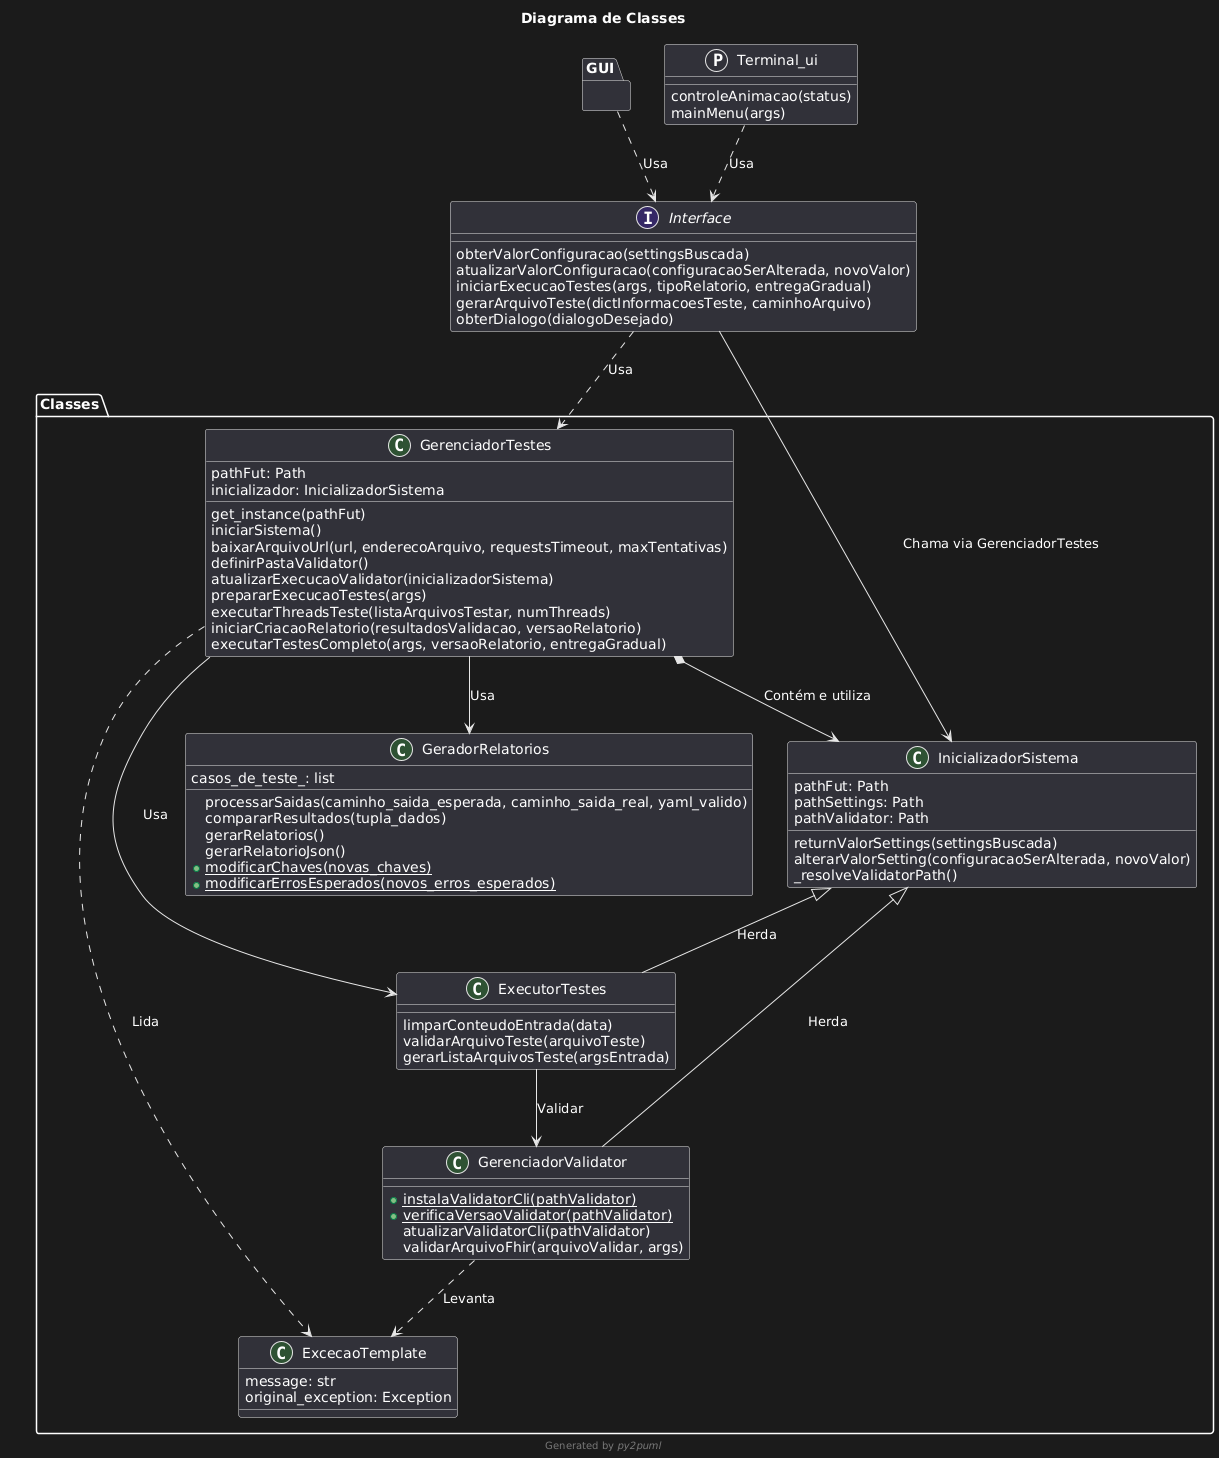 Diagrama de Classes
GUI
P Terminal_ui
controleAnimacao(status)
mainMenu(args)
Usa
Usa
I Interface
obterValorConfiguracao(settingsBuscada)
atualizarValorConfiguracao(configuracaoSerAlterada, novoValor)
iniciarExecucaoTestes(args, tipoRelatorio, entregaGradual)
gerarArquivoTeste(dictInformacoesTeste, caminhoArquivo)
obterDialogo(dialogoDesejado)
Usa
Classes
C GerenciadorTestes
pathFut: Path
inicializador: InicializadorSistema
get_instance(pathFut)
iniciarSistema()
baixarArquivoUrl(url, enderecoArquivo, requestsTimeout, maxTentativas)
definirPastaValidator()
atualizarExecucaoValidator(inicializadorSistema)
prepararExecucaoTestes(args)
executarThreadsTeste(listaArquivosTestar, numThreads)
iniciarCriacaoRelatorio(resultadosValidacao, versaoRelatorio)
executarTestesCompleto(args, versaoRelatorio, entregaGradual)
Chama via GerenciadorTestes
Usa
Contém e utiliza
C GeradorRelatorios
casos_de_teste_: list
processarSaidas(caminho_saida_esperada, caminho_saida_real, yaml_valido)
compararResultados(tupla_dados)
gerarRelatorios()
gerarRelatorioJson()
modificarChaves(novas_chaves)
modificarErrosEsperados(novos_erros_esperados)
C InicializadorSistema
pathFut: Path
pathSettings: Path
pathValidator: Path
returnValorSettings(settingsBuscada)
alterarValorSetting(configuracaoSerAlterada, novoValor)
_resolveValidatorPath()
Usa
Herda
C ExecutorTestes
limparConteudoEntrada(data)
validarArquivoTeste(arquivoTeste)
gerarListaArquivosTeste(argsEntrada)
Lida
Herda
Validar
C GerenciadorValidator
instalaValidatorCli(pathValidator)
verificaVersaoValidator(pathValidator)
atualizarValidatorCli(pathValidator)
validarArquivoFhir(arquivoValidar, args)
Levanta
C ExcecaoTemplate
message: str
original_exception: Exception
Generated by py2puml